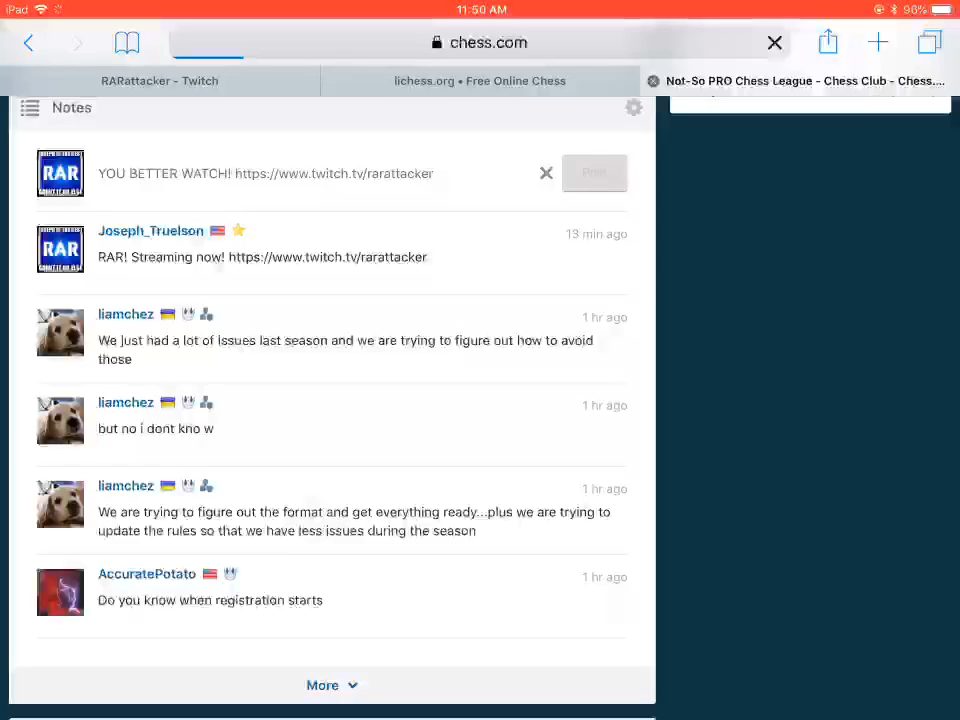 iPad 11:50 AM 96%
chess.com
RARattacker - Twitch lichess.org • Free Online Chess Not-So PRO Chess League - Chess Club - Chess....
Notes
RAR YOU BETTER WATCH! https://www.twitch.tv/rarattacker Post
Joseph_Truelson 13 min ago
RAR RAR! Streaming now! https://www.twitch.tv/rarattacker
liamchez 1 hr ago
We just had a lot of issues last season and we are trying to figure out how to avoid
those
liamchez 1 hr ago
but no i dont kno w
liamchez 1 hr ago
We are trying to figure out the format and get everything ready...plus we are trying to
update the rules so that we have less issues during the season
AccuratePotato 1 hr ago
Do you know when registration starts
More